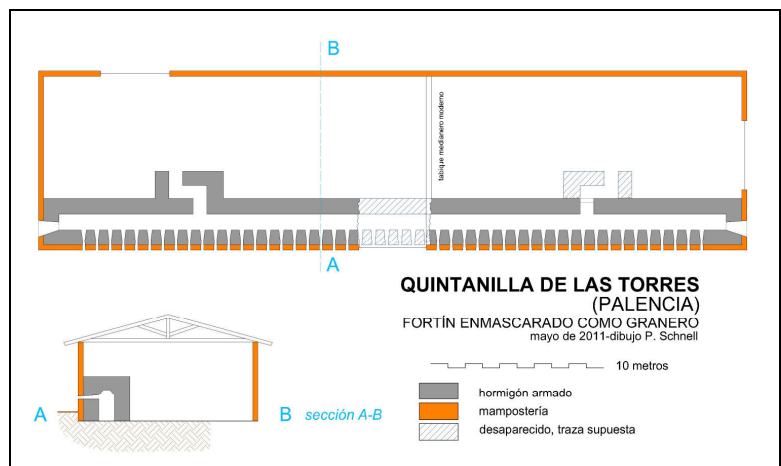 B
tabique medianero moderno
A
QUINTANILLA DE LAS TORRES
(PALENCIA)
FORTÍN ENMASCARADO COMO GRANERO
mayo de 2011-dibujo P. Schnell
10 metros
hormigón armado
mampostería
desaparecido, traza supuesta
A
B sección A-B